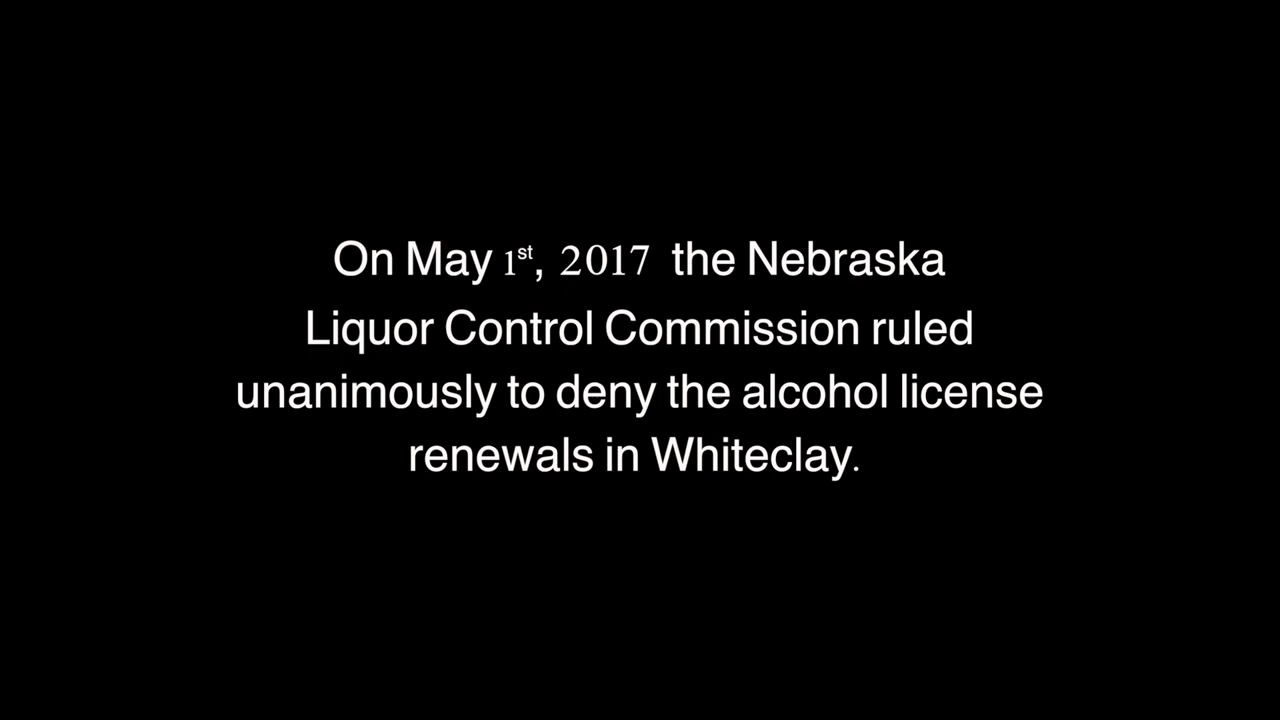 On May 1st, 2017 the Nebraska
Liquor Control Commission ruled
unanimously to deny the alcohol license
renewals in Whiteclay.